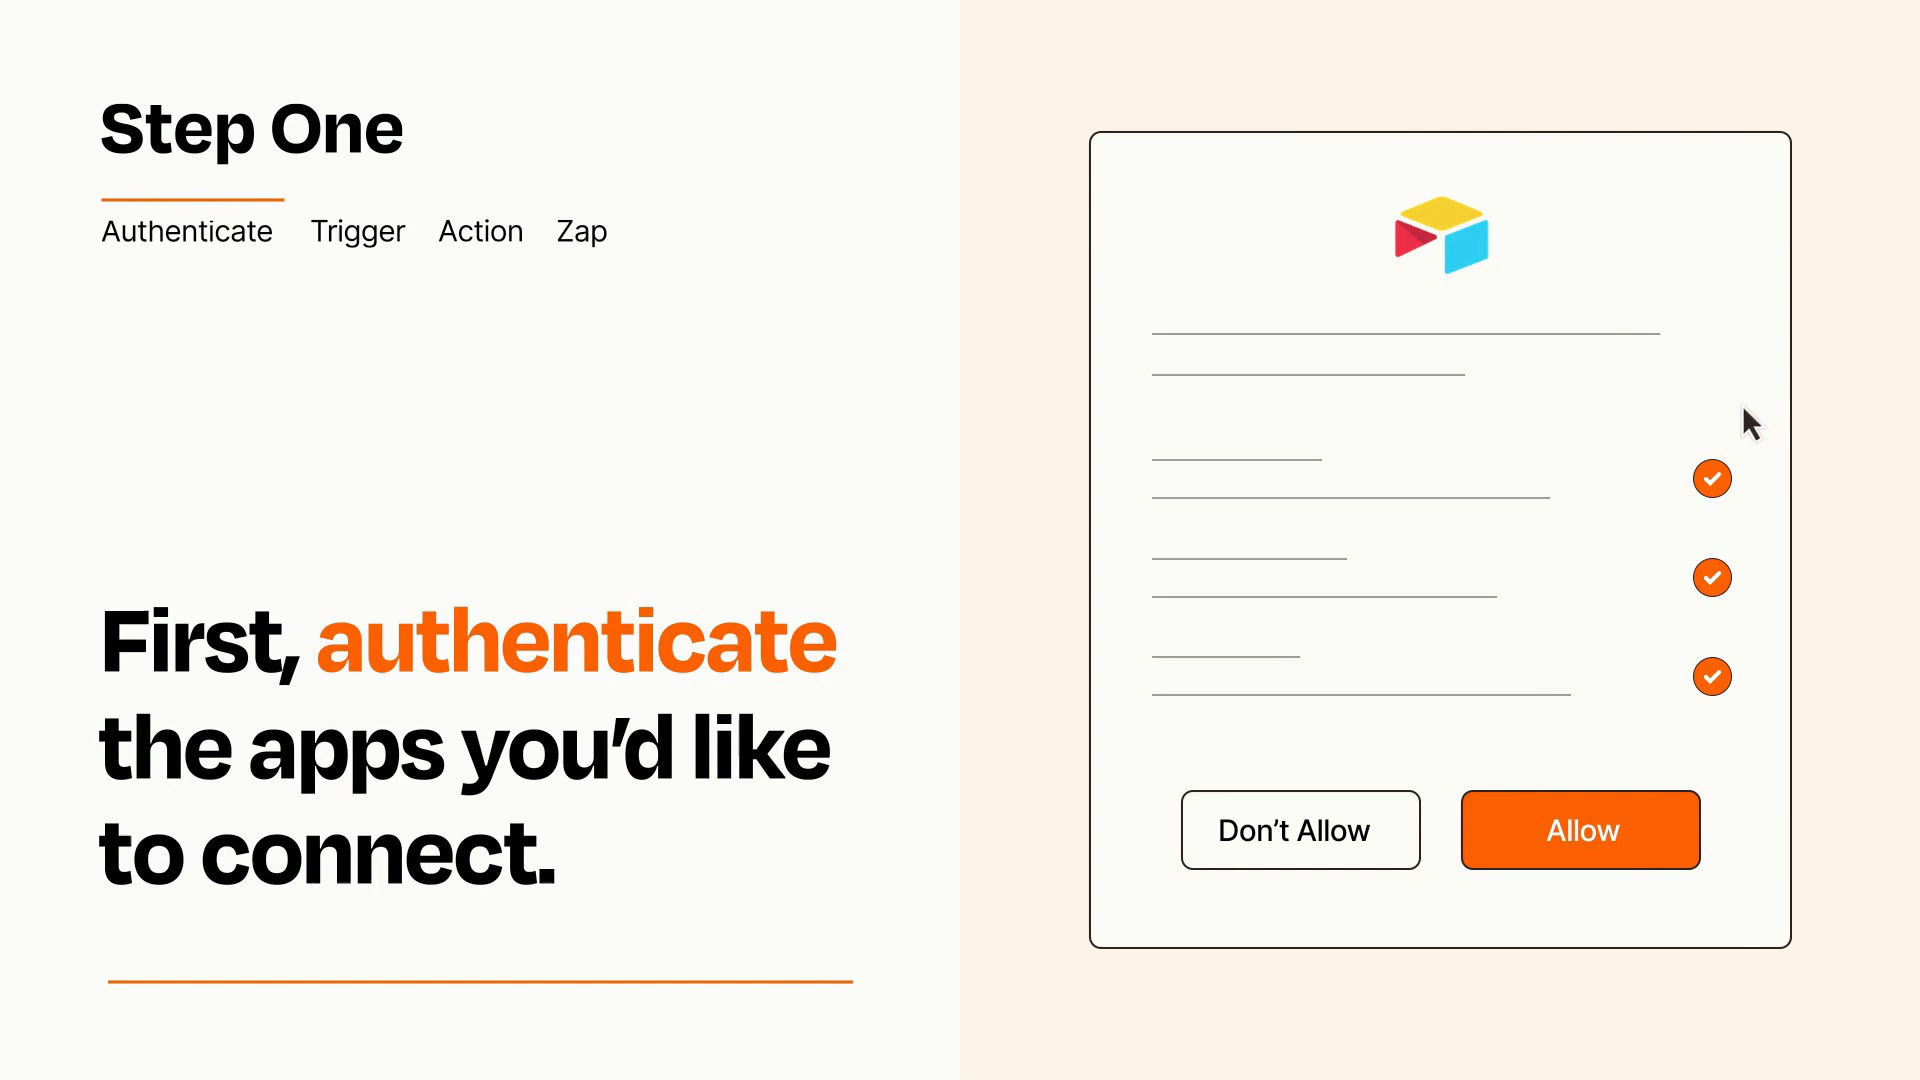 Step One
Authenticate Trigger Action Zap
First, authenticate
the apps you’d like
to connect.
Don’t Allow
Allow